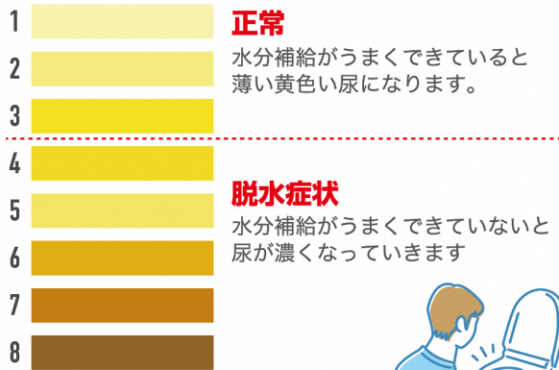 1
正常
水分補給がうまくできていると
2
薄い黄色い尿になります。
3
4
脱水症状
5
水分補給がうまくできていないと
6
尿が濃くなっていきます
7
8